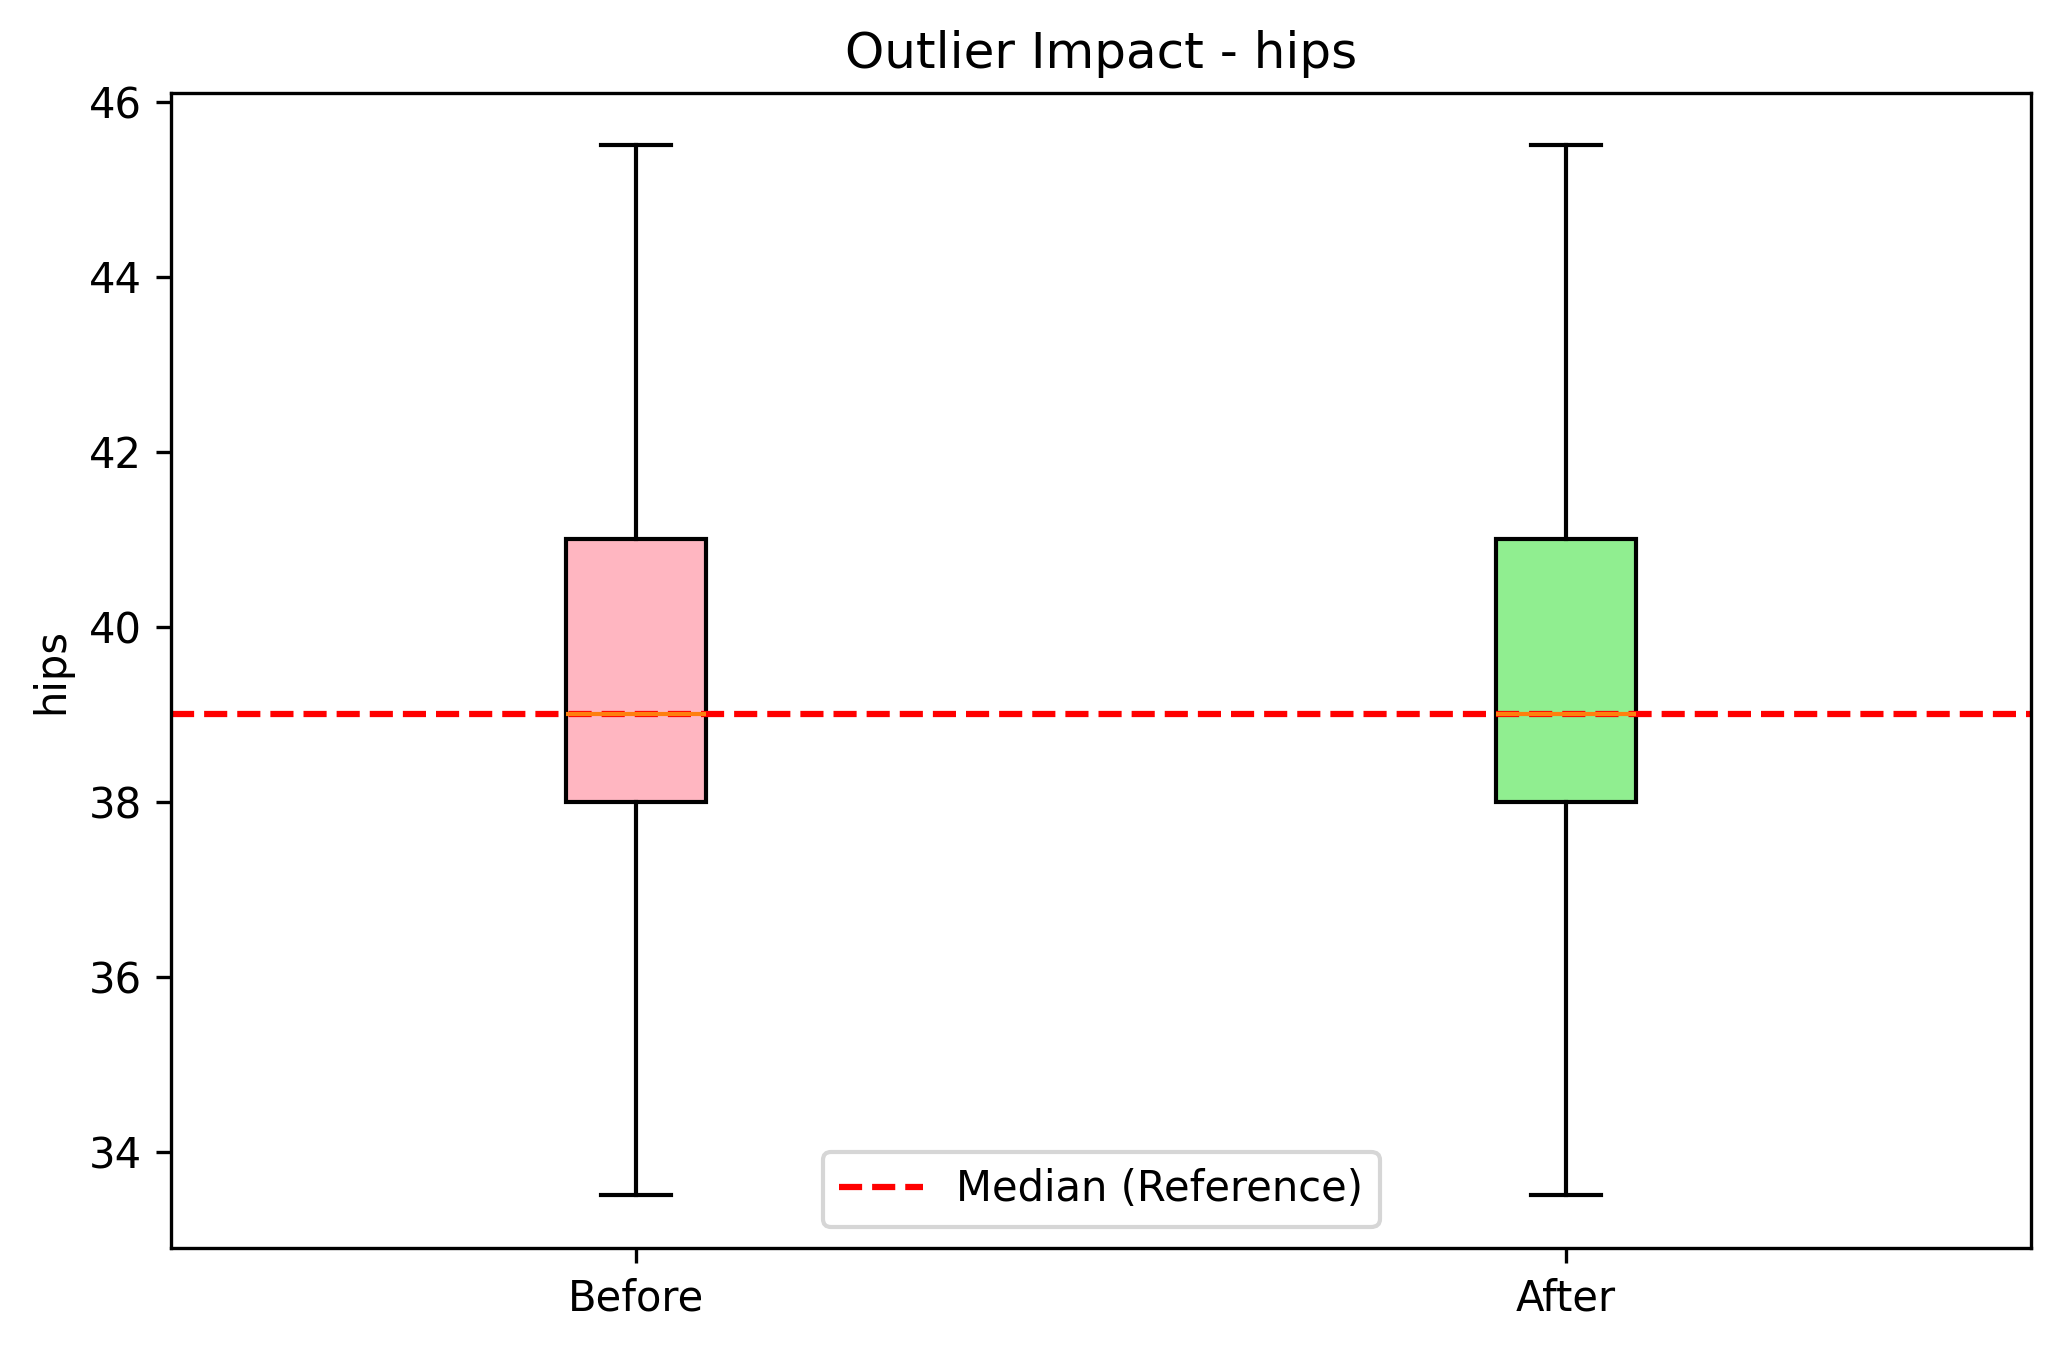 Outlier Impact - hips
46
44
42
40
38
36
34
hips
Median (Reference)
Before
After